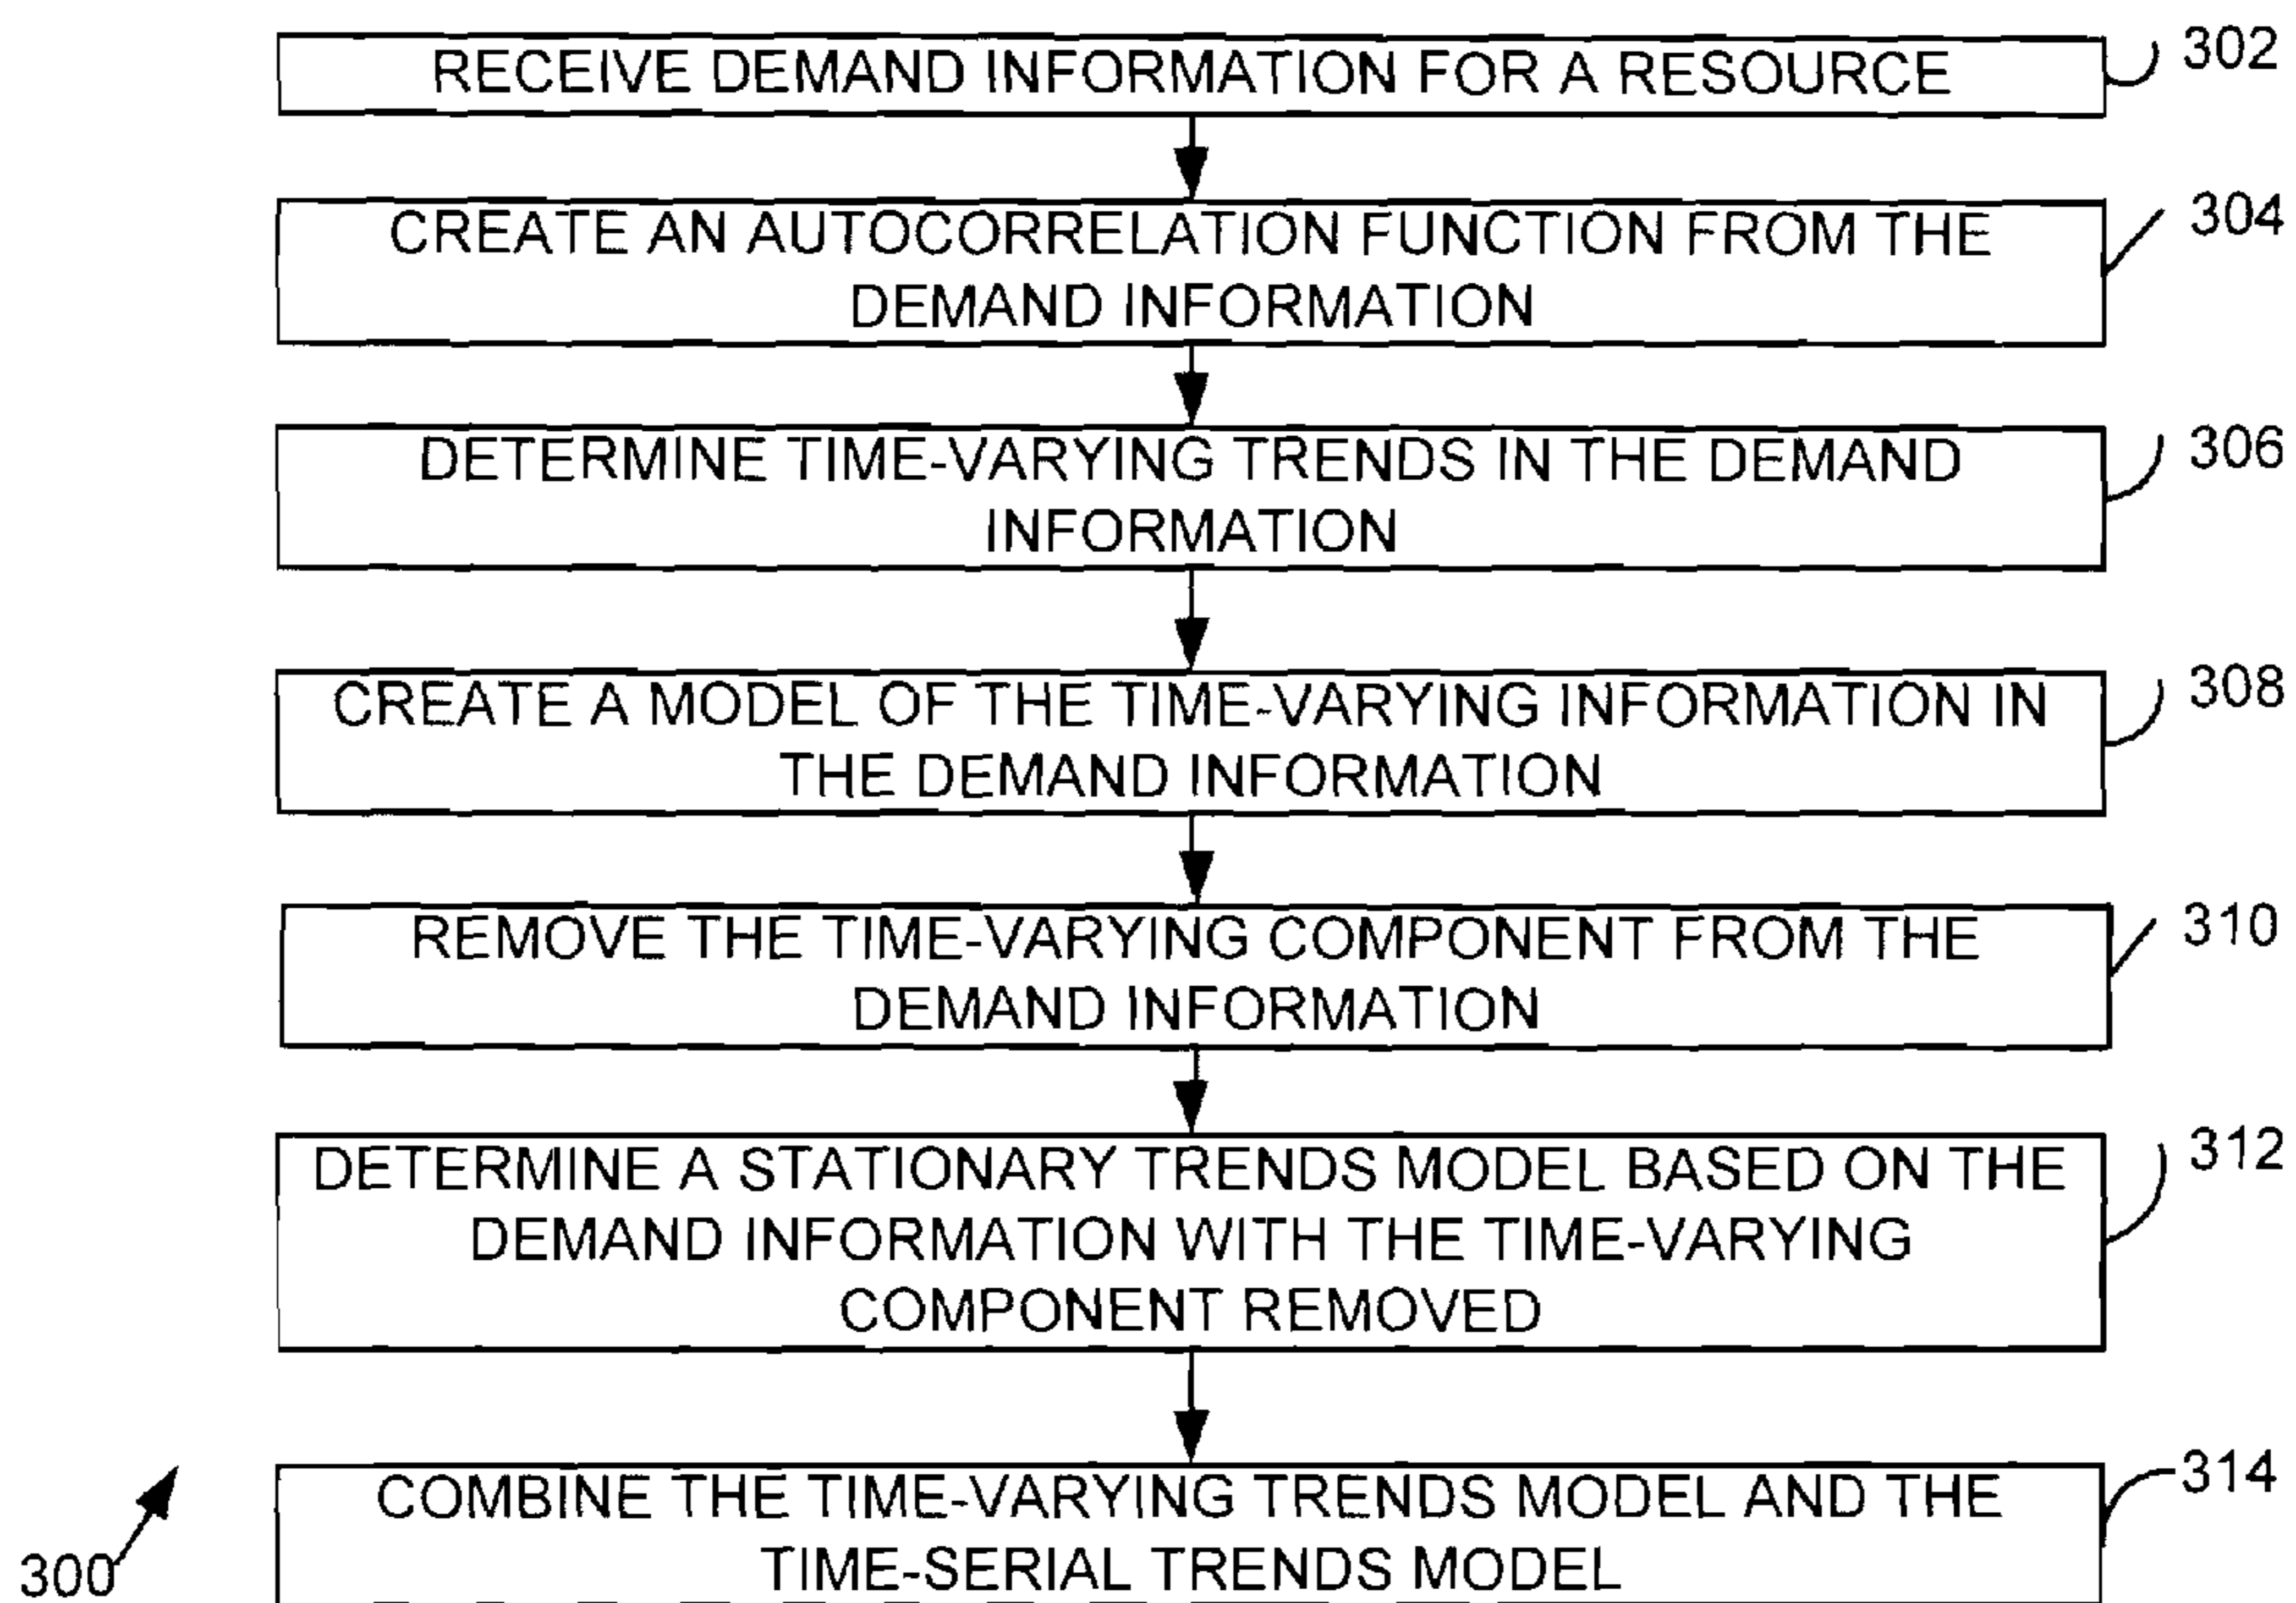 RECEIVE DEMAND INFORMATION FOR A RESOURCE
302
CREATE AN AUTOCORRELATION FUNCTION FROM THE
DEMAND INFORMATION
304
DETERMINE TIME-VARYING TRENDS IN THE DEMAND
INFORMATION
306
CREATE A MODEL OF THE TIME-VARYING INFORMATION IN
THE DEMAND INFORMATION
308
REMOVE THE TIME-VARYING COMPONENT FROM THE
DEMAND INFORMATION
310
DETERMINE A STATIONARY TRENDS MODEL BASED ON THE
DEMAND INFORMATION WITH THE TIME-VARYING
COMPONENT REMOVED
312
COMBINE THE TIME-VARYING TRENDS MODEL AND THE
TIME-SERIAL TRENDS MODEL
314
300